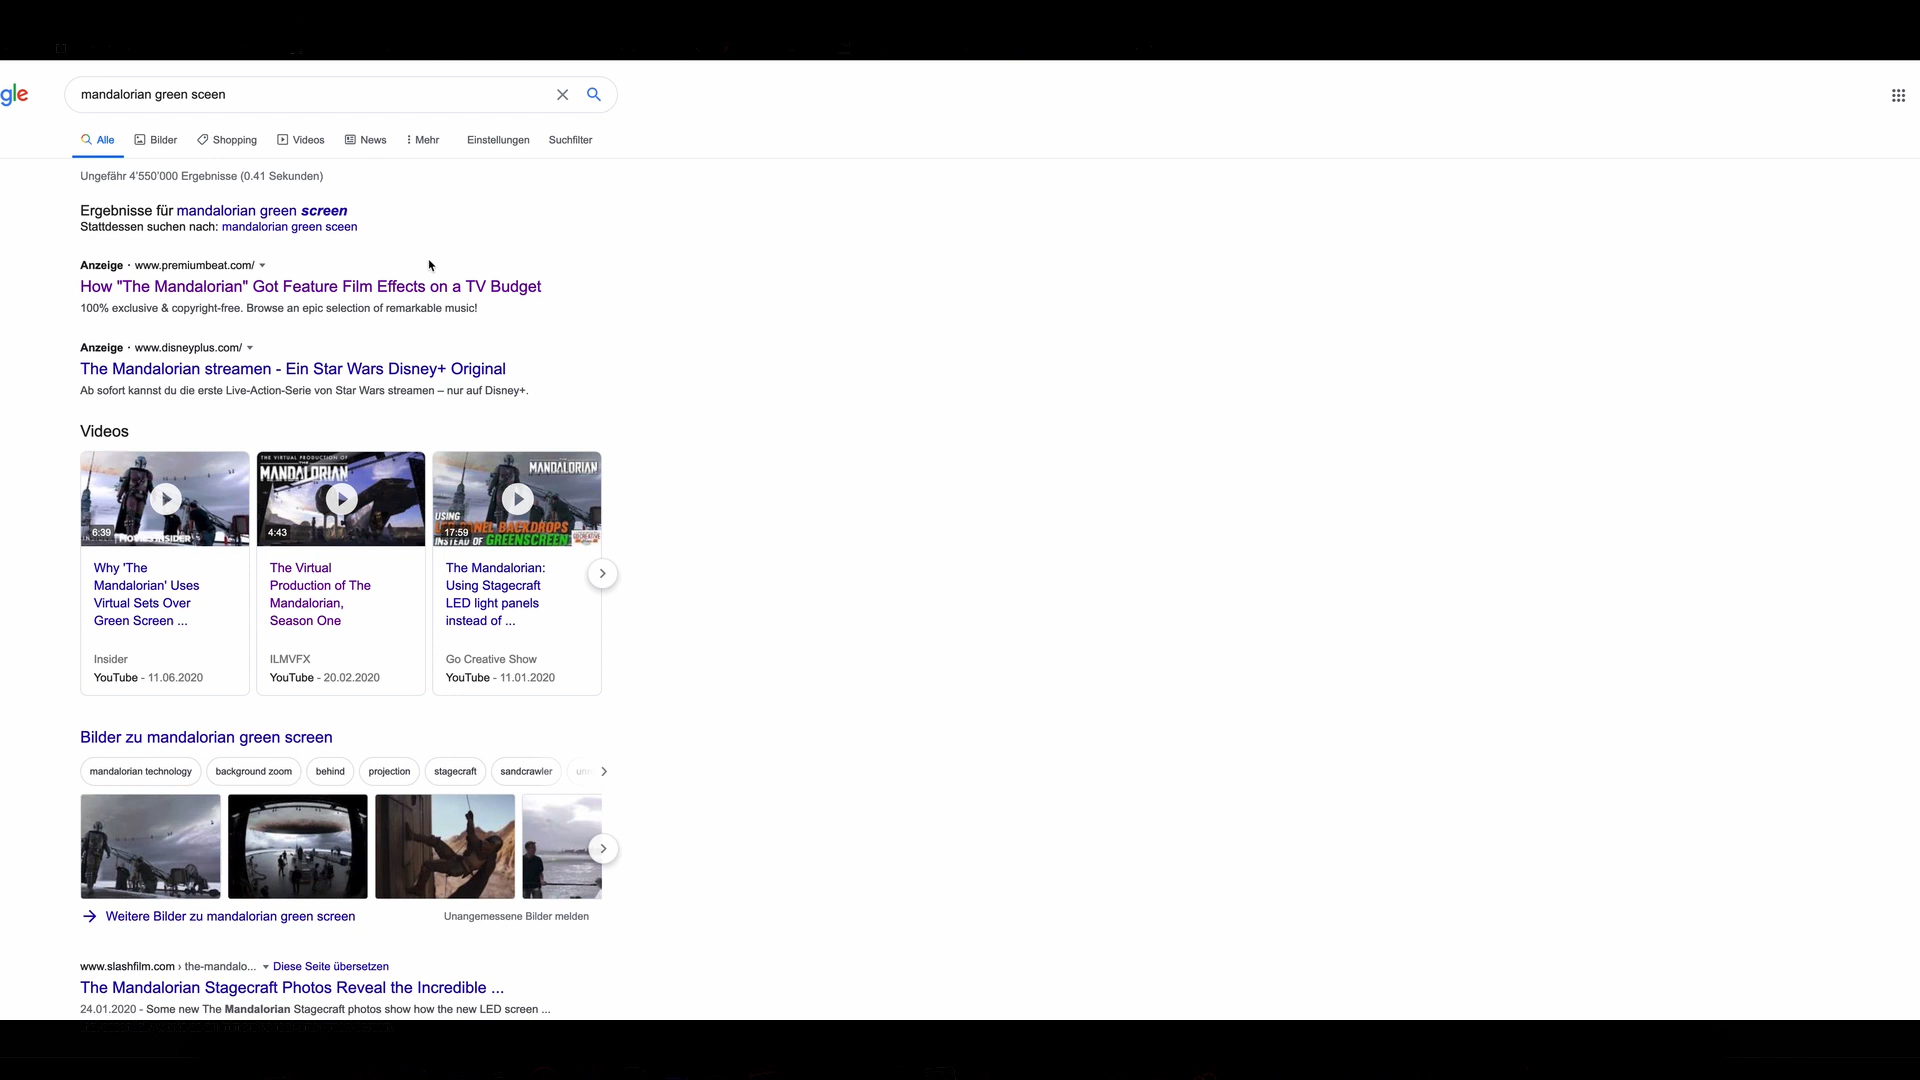 gle
mandalorian green sceen
Alle Bilder Shopping Videos News Mehr Einstellungen Suchfilter
Ungefähr 4'550'000 Ergebnisse (0.41 Sekunden)
Ergebnisse für mandalorian green screen
Stattdessen suchen nach: mandalorian green sceen
Anzeige · www.premiumbeat.com/
How "The Mandalorian" Got Feature Film Effects on a TV Budget
100% exclusive & copyright-free. Browse an epic selection of remarkable music!
Anzeige · www.disneyplus.com/
The Mandalorian streamen - Ein Star Wars Disney+ Original
Ab sofort kannst du die erste Live-Action-Serie von Star Wars streamen – nur auf Disney+.
Videos
6:39
THE VIRTUAL PRODUCTION OF
MANDALORIAN
4:43
MANDALORIAN
USING
BACKDROPS
INSTEAD OF GREENSCREEN
17:59
Why 'The
Mandalorian' Uses
Virtual Sets Over
Green Screen ...
Insider
YouTube - 11.06.2020
The Virtual
Production of The
Mandalorian,
Season One
ILMVFX
YouTube - 20.02.2020
The Mandalorian:
Using Stagecraft
LED light panels
instead of ...
Go Creative Show
YouTube - 11.01.2020
Bilder zu mandalorian green screen
mandalorian technology background zoom behind projection stagecraft sandcrawler
Weitere Bilder zu mandalorian green screen Unangemessene Bilder melden
www.slashfilm.com › the-mandalo... Diese Seite übersetzen
The Mandalorian Stagecraft Photos Reveal the Incredible ...
24.01.2020 - Some new The Mandalorian Stagecraft photos show how the new LED screen ...